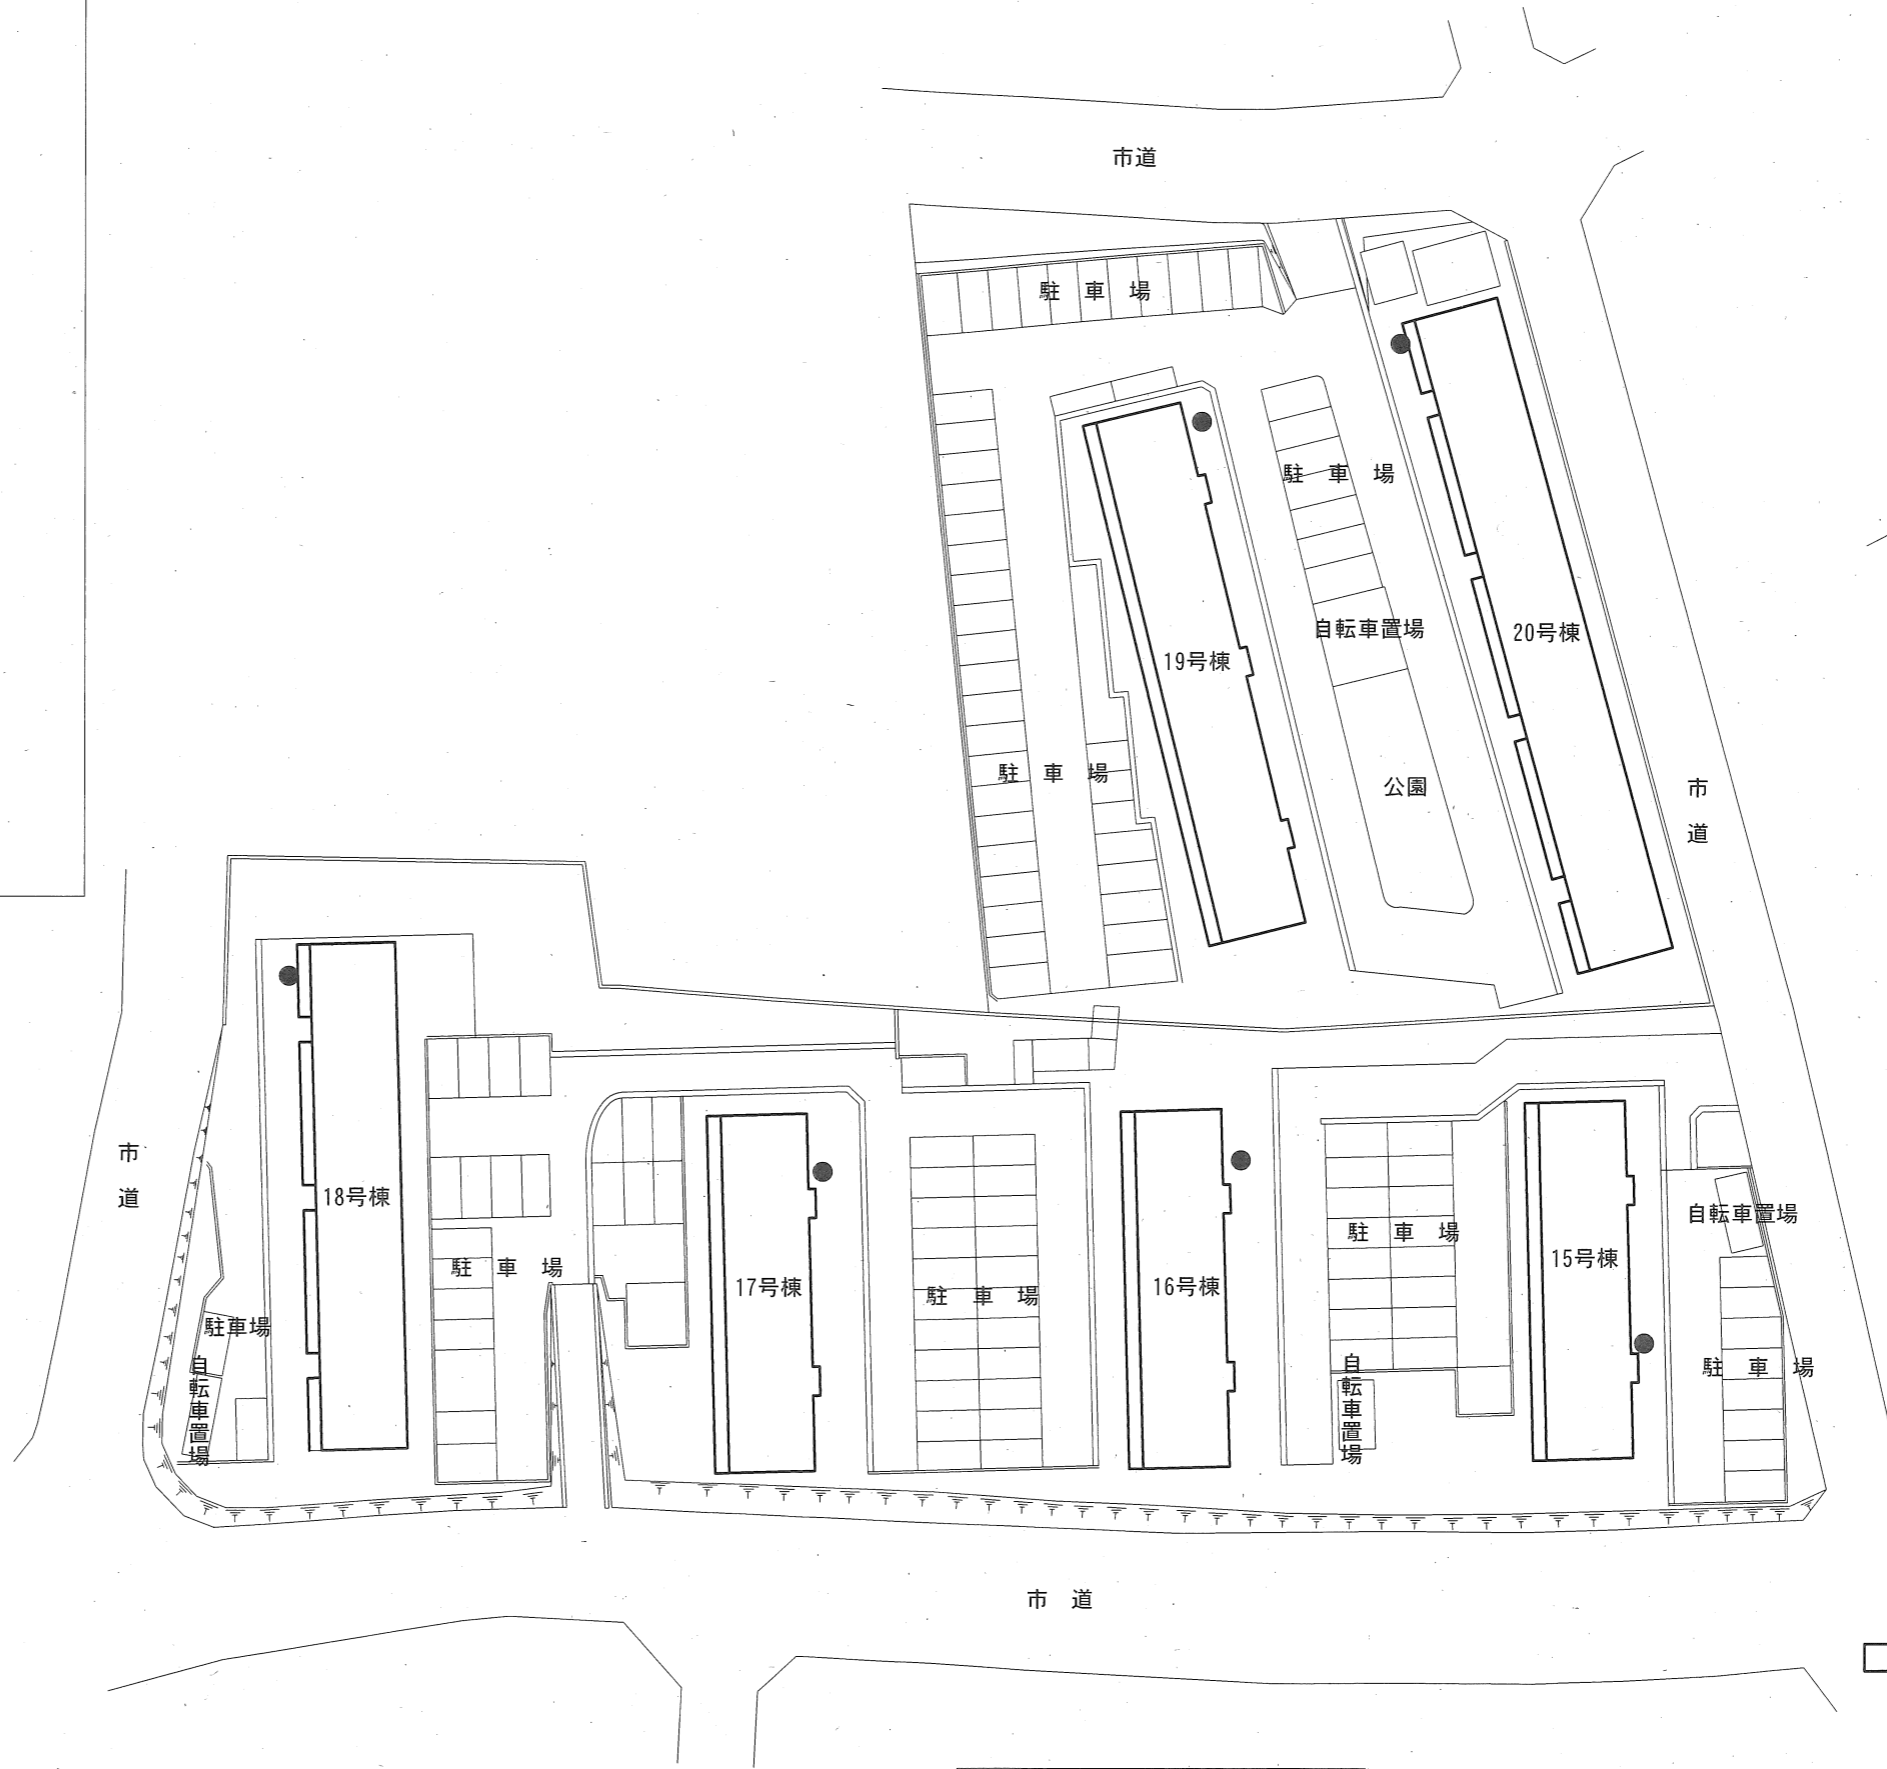 市道
駐 車 場
駐 車 場
自転車置場
20号棟
19号棟
駐 車 場
公園
市道
市道
18号棟
自転車置場
駐 車 場
15号棟
駐 車 場
17号棟
16号棟
駐 車 場
駐車場
自転車置場
自転車置場
駐 車 場
市 道